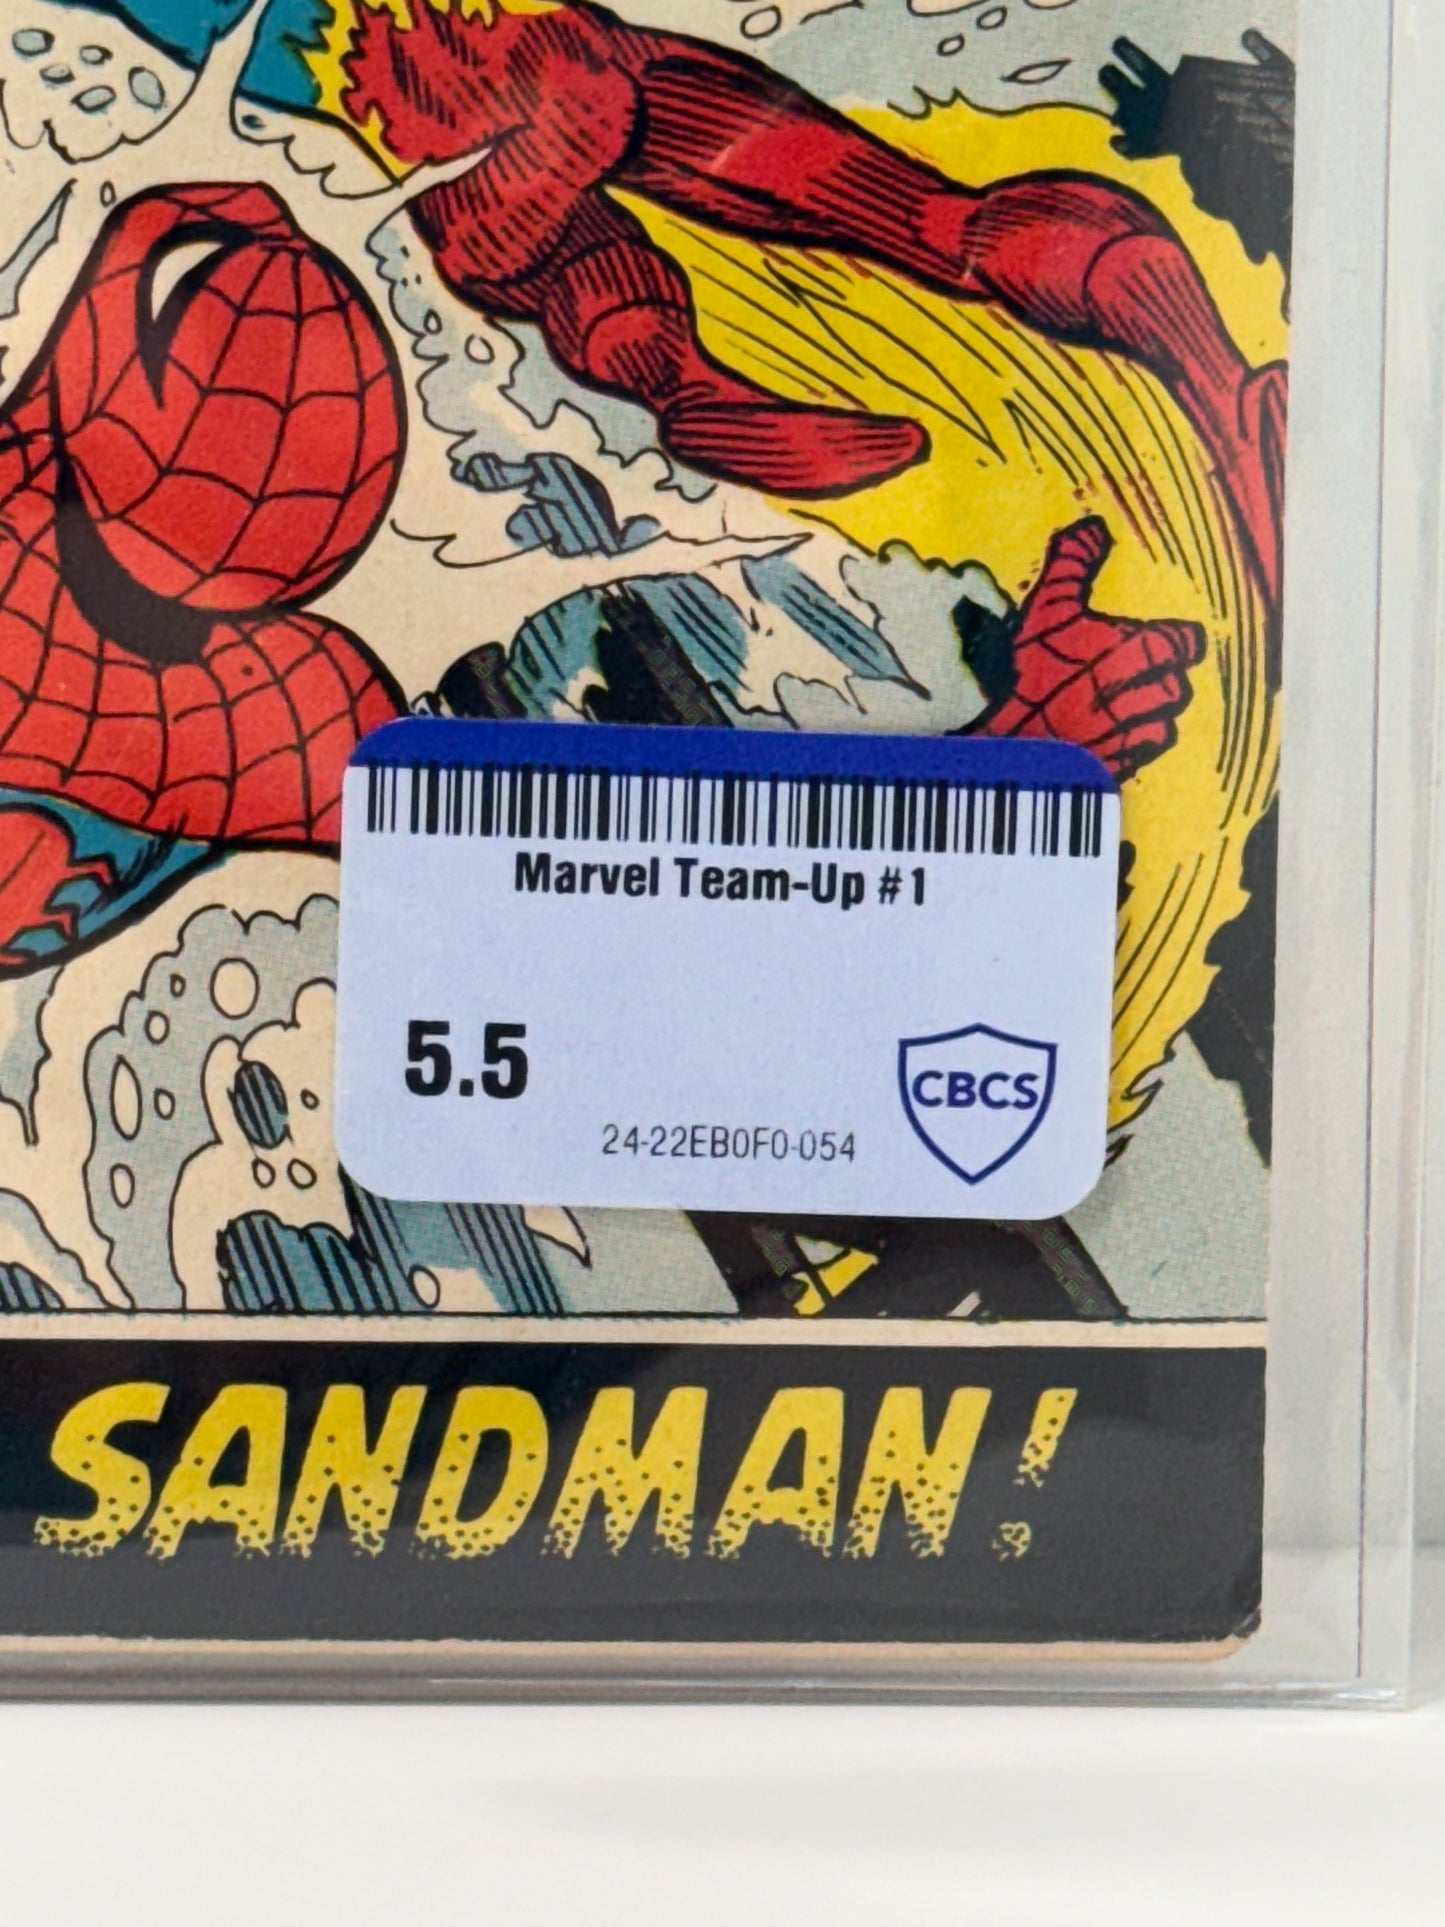 Marvel Team-Up #1
5.5
CBCS
24-22EB0F0-054
SANDMAN!